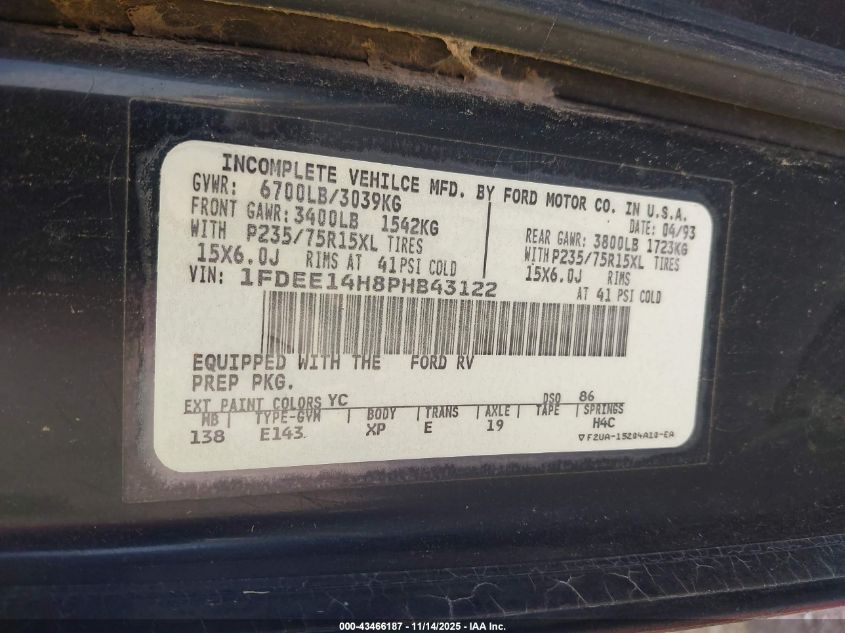 INCOMPLETE VEHILCE MFD. BY FORD MOTOR CO. IN U.S.A.
GVWR: 6700LB/3039KG
DATE: 04/93
FRONT GAWR: 3400LB 1542KG
REAR GAWR: 3800LB 1723KG
WITH P235/75R15XL TIRES
WITH P235/75R15XL TIRES
15X6.0J RIMS AT 41 PSI COLD
15X6.0J RIMS
AT 41 PSI COLD
VIN: 1FDEE14H8PHB43122
EQUIPPED WITH THE FORD RV
PREP PKG.
EXT PAINT COLORS YC DSO 86
WB | TYPE-GVM | BODY | TRANS | AXLE | TAPE | SPRINGS
138 E143 XP E 19 H4C
▽ F2UA-15204A10-EA
000-43466187 - 11/14/2025 - IAA Inc.